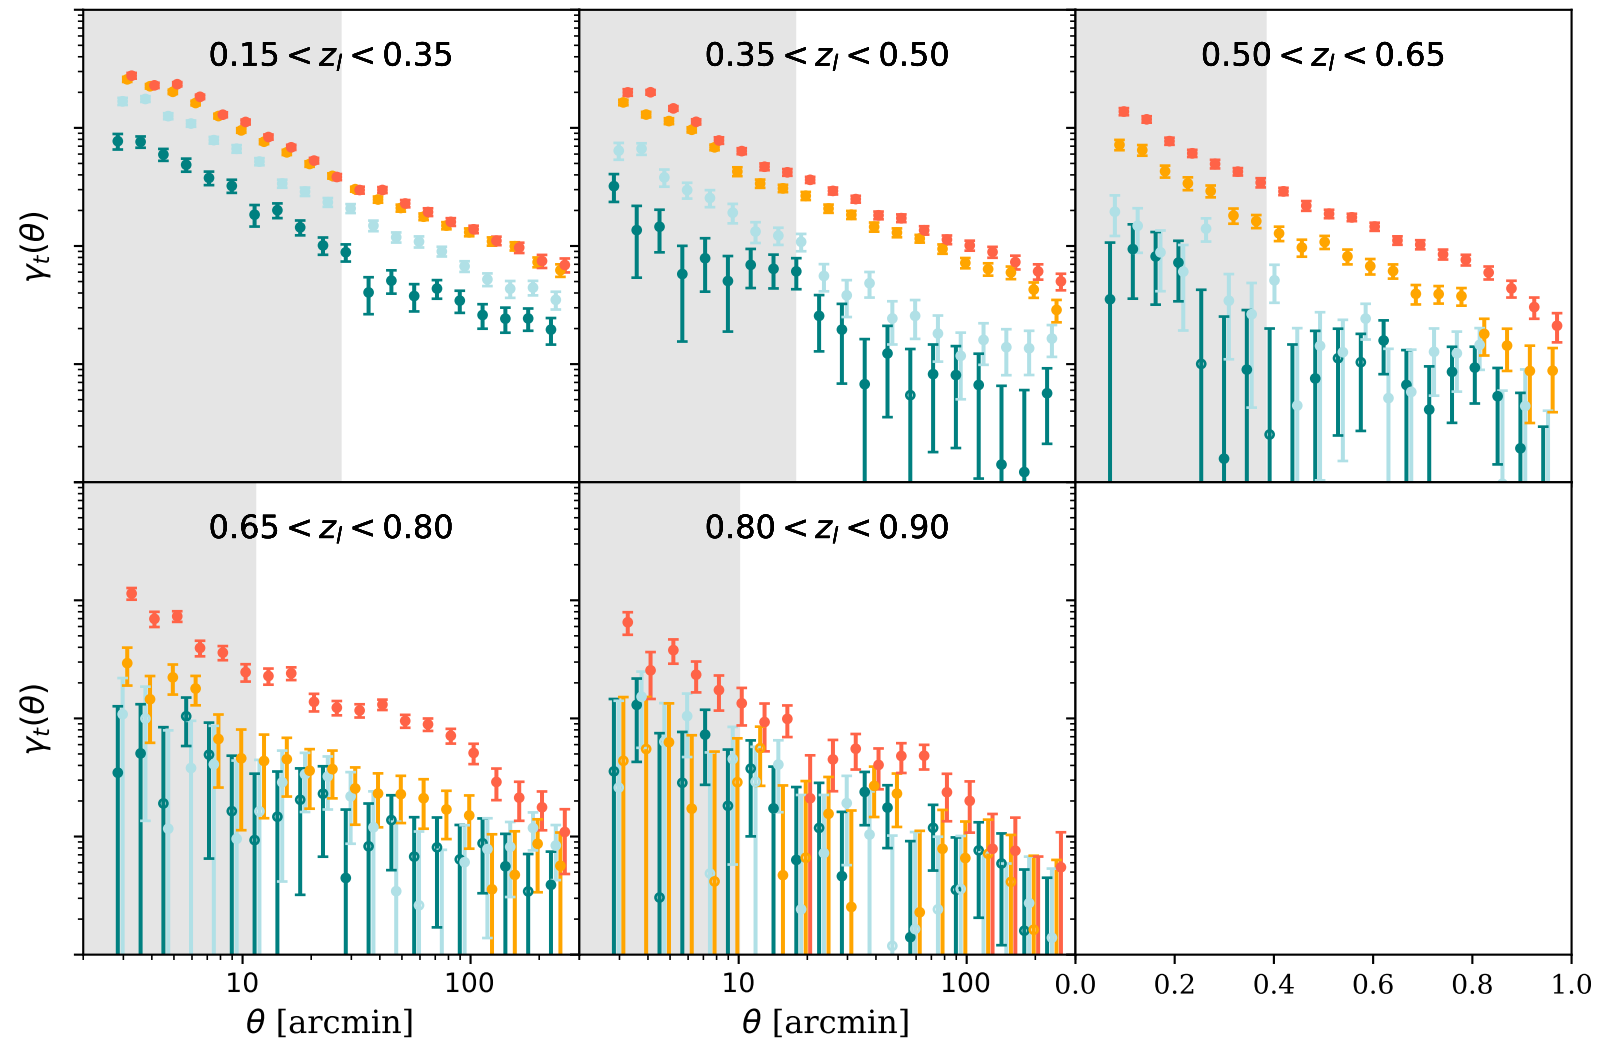 0.15 < z_l < 0.35
0.35 < z_l < 0.50
0.50 < z_l < 0.65
γ_t(θ)
0.65 < z_l < 0.80
0.80 < z_l < 0.90
γ_t(θ)
10 100 10 100 0.0 0.2 0.4 0.6 0.8 1.0
θ [arcmin] θ [arcmin]